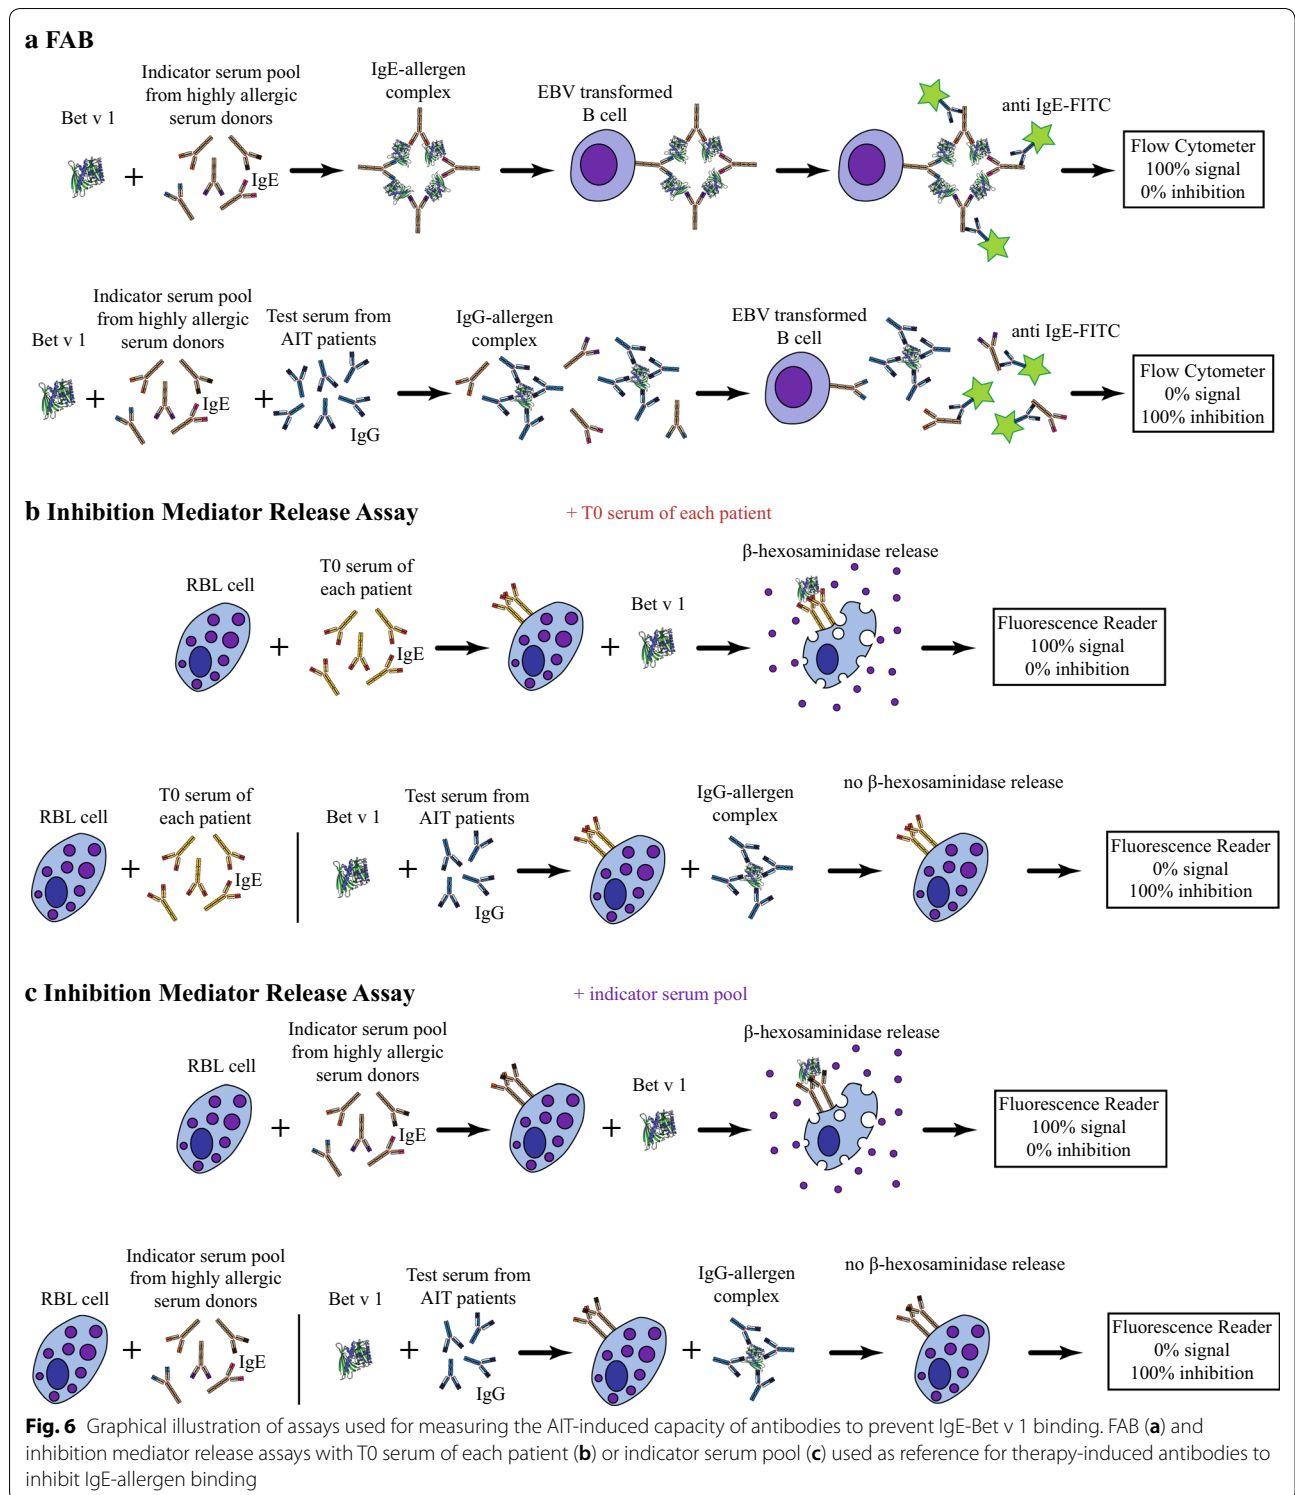 a FAB
Bet v 1
Indicator serum pool
from highly allergic
serum donors
IgE
IgE-allergen
complex
EBV transformed
B cell
anti IgE-FITC
Flow Cytometer
100% signal
0% inhibition
Bet v 1
Indicator serum pool
from highly allergic
serum donors
IgE
Test serum from
AIT patients
IgG
IgG-allergen
complex
EBV transformed
B cell
anti IgE-FITC
Flow Cytometer
0% signal
100% inhibition
b Inhibition Mediator Release Assay
+ T0 serum of each patient
RBL cell
T0 serum of
each patient
IgE
Bet v 1
β-hexosaminidase release
Fluorescence Reader
100% signal
0% inhibition
RBL cell
T0 serum of
each patient
IgE
Bet v 1
Test serum from
AIT patients
IgG
IgG-allergen
complex
no β-hexosaminidase release
Fluorescence Reader
0% signal
100% inhibition
c Inhibition Mediator Release Assay
+ indicator serum pool
RBL cell
Indicator serum pool
from highly allergic
serum donors
IgE
Bet v 1
β-hexosaminidase release
Fluorescence Reader
100% signal
0% inhibition
RBL cell
Indicator serum pool
from highly allergic
serum donors
IgE
Bet v 1
Test serum from
AIT patients
IgG
IgG-allergen
complex
no β-hexosaminidase release
Fluorescence Reader
0% signal
100% inhibition
Fig. 6 Graphical illustration of assays used for measuring the AIT-induced capacity of antibodies to prevent IgE-Bet v 1 binding. FAB (a) and
inhibition mediator release assays with T0 serum of each patient (b) or indicator serum pool (c) used as reference for therapy-induced antibodies to
inhibit IgE-allergen binding